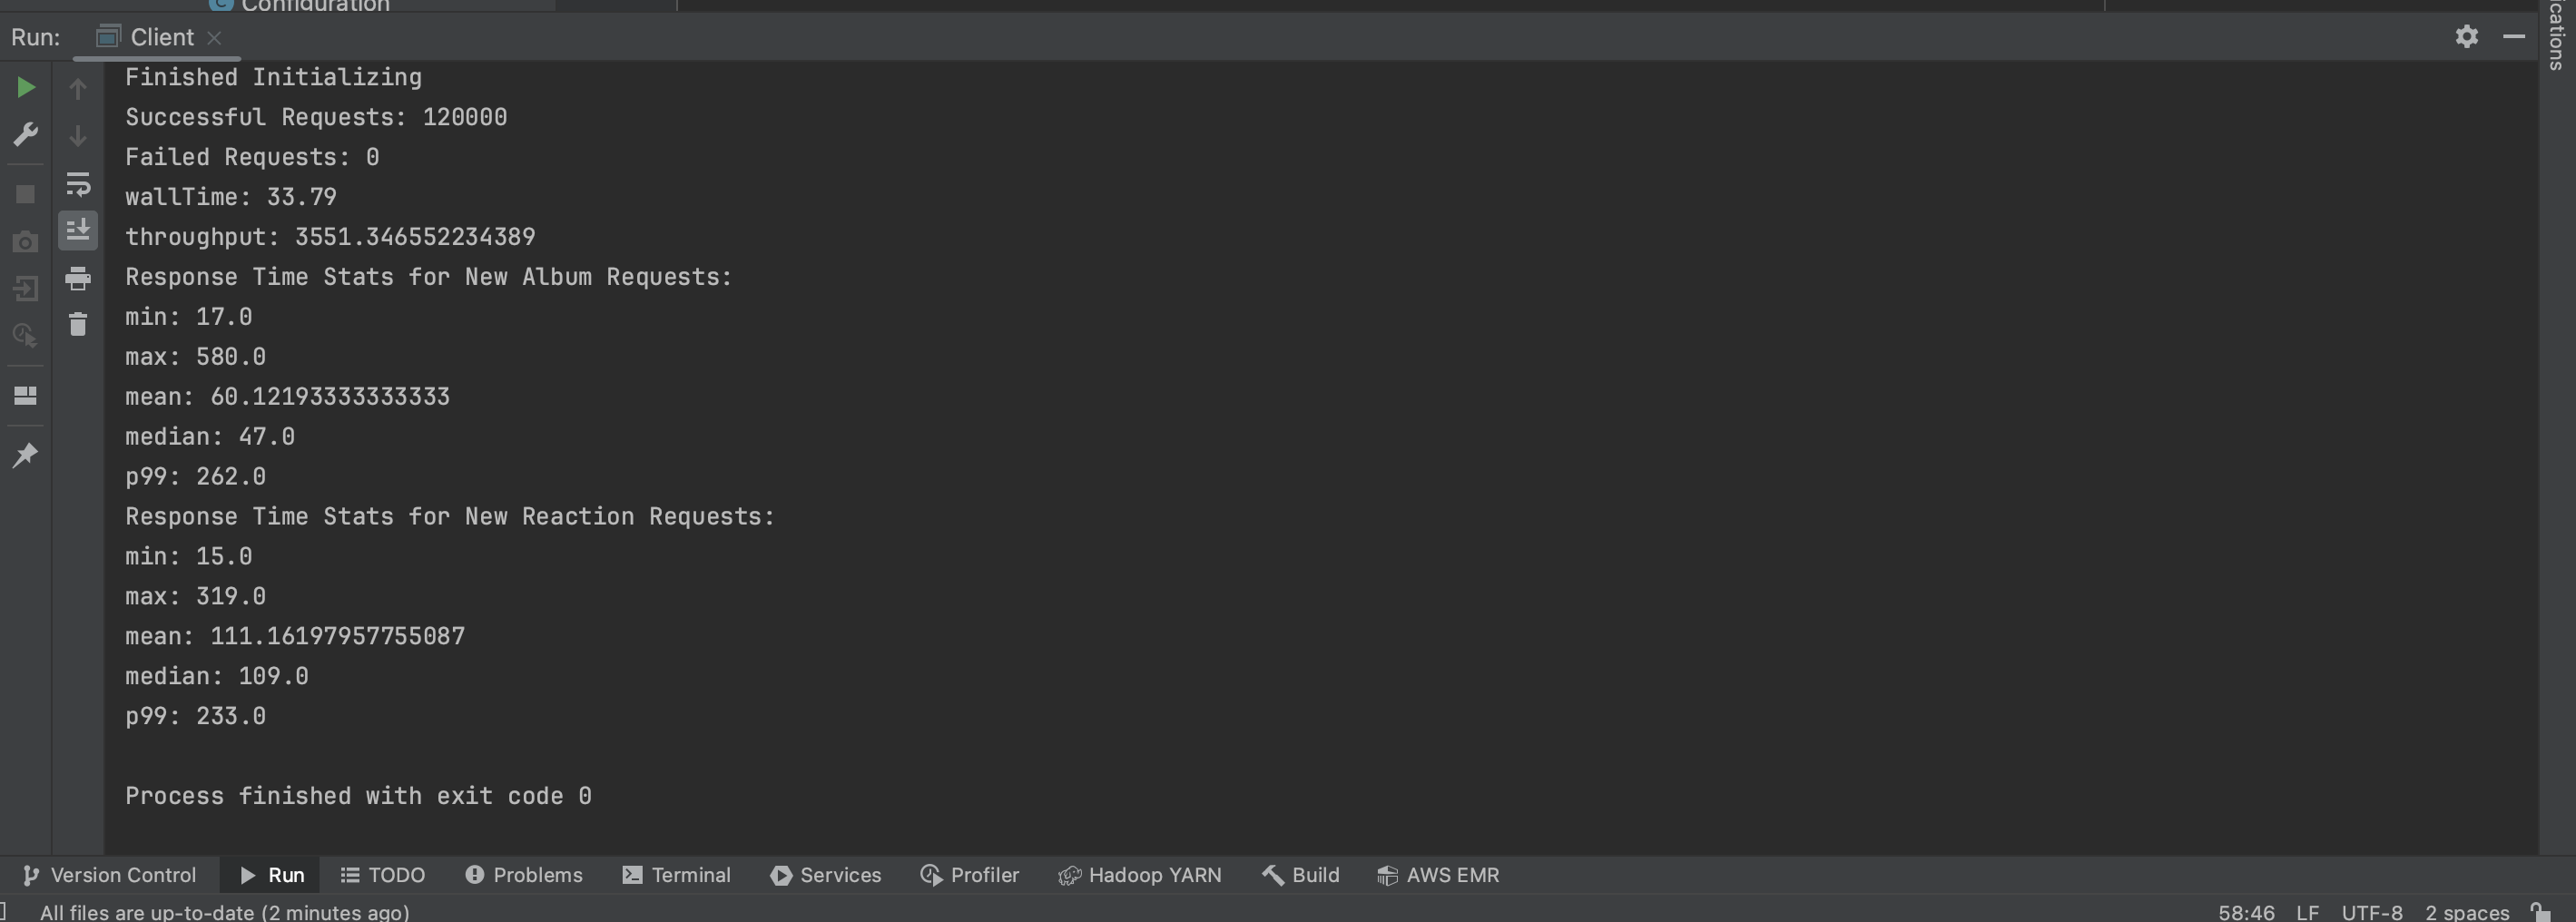 Configuration
Run:
Client
ications
Finished Initializing
Successful Requests: 120000
Failed Requests: 0
wallTime: 33.79
throughput: 3551.346552234389
Response Time Stats for New Album Requests:
min: 17.0
max: 580.0
mean: 60.12193333333333
median: 47.0
p99: 262.0
Response Time Stats for New Reaction Requests:
min: 15.0
max: 319.0
mean: 111.16197957755087
median: 109.0
p99: 233.0
Process finished with exit code 0
Version Control
Run
TODO
Problems
Terminal
Services
Profiler
Hadoop YARN
Build
AWS EMR
All files are up-to-date (2 minutes ago)
58:46
LF
UTF-8
2 spaces